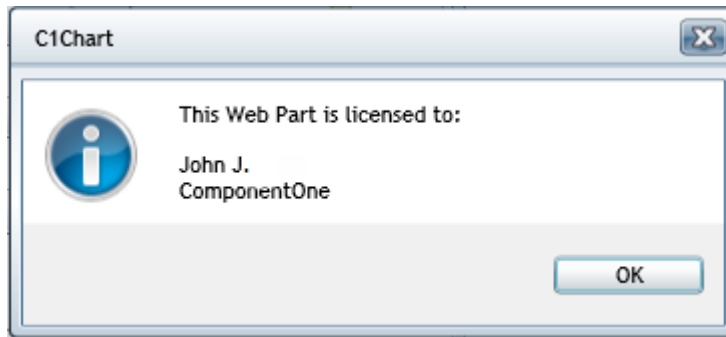 C1Chart
This Web Part is licensed to:
John J.
ComponentOne
OK